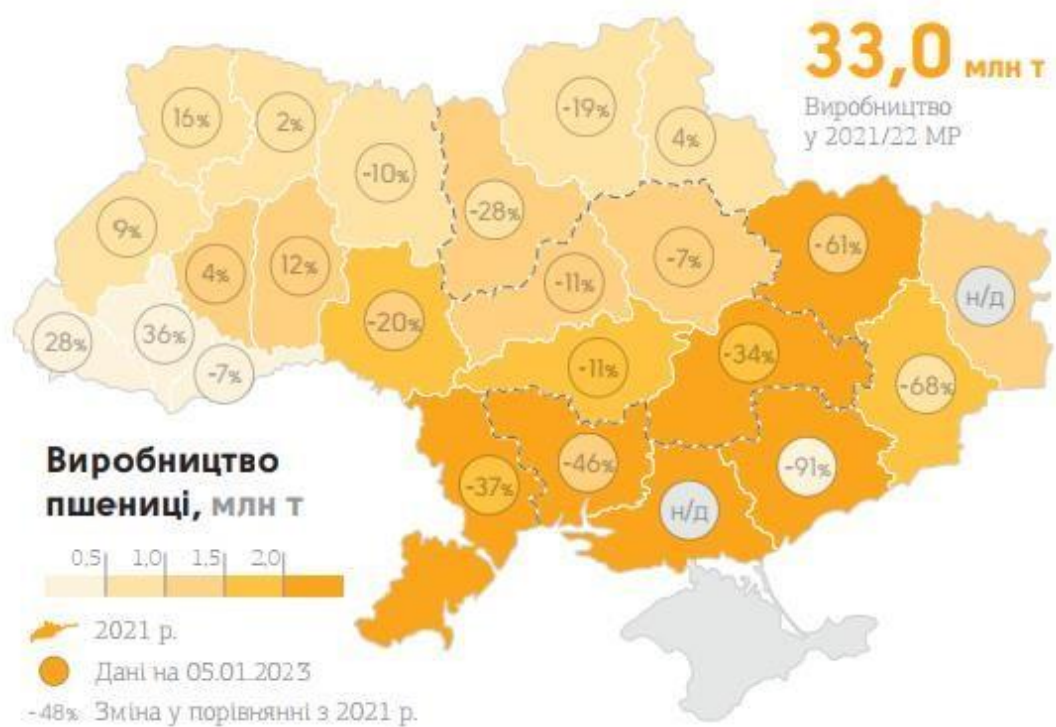 33,0 млн т
Виробництво
у 2021/22 МР
16%
2%
-10%
-19%
4%
-28%
9%
4%
12%
-11%
-7%
-61%
н/д
28%
36%
-7%
-20%
-11%
-34%
-68%
-37%
-46%
н/д
-91%
Виробництво
пшениці, млн т
0,5 1,0 1,5 2,0
2021 р.
Дані на 05.01.2023
-48% Зміна у порівнянні з 2021 р.